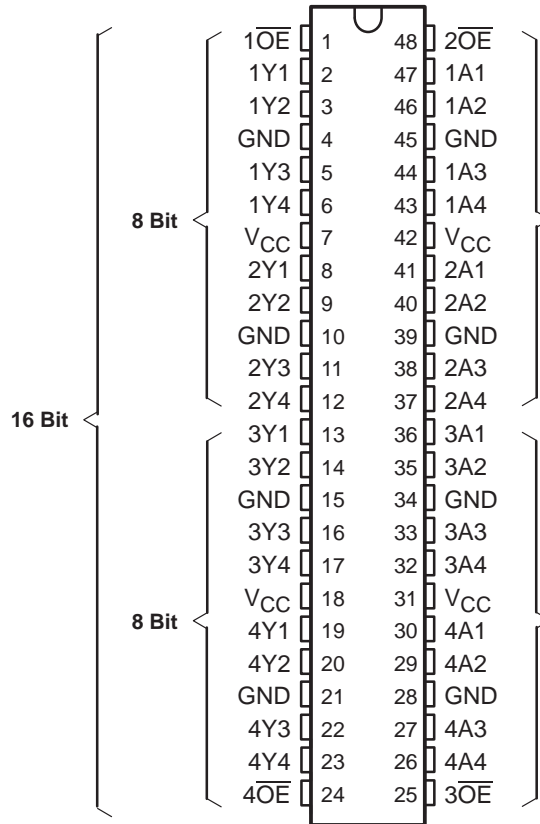 1O̅E̅ 1 48 2O̅E̅
1Y1 2 47 1A1
1Y2 3 46 1A2
GND 4 45 GND
1Y3 5 44 1A3
1Y4 6 43 1A4
8 Bit
VCC 7 42 VCC
2Y1 8 41 2A1
2Y2 9 40 2A2
GND 10 39 GND
2Y3 11 38 2A3
2Y4 12 37 2A4
16 Bit
3Y1 13 36 3A1
3Y2 14 35 3A2
GND 15 34 GND
3Y3 16 33 3A3
3Y4 17 32 3A4
VCC 18 31 VCC
8 Bit
4Y1 19 30 4A1
4Y2 20 29 4A2
GND 21 28 GND
4Y3 22 27 4A3
4Y4 23 26 4A4
4O̅E̅ 24 25 3O̅E̅